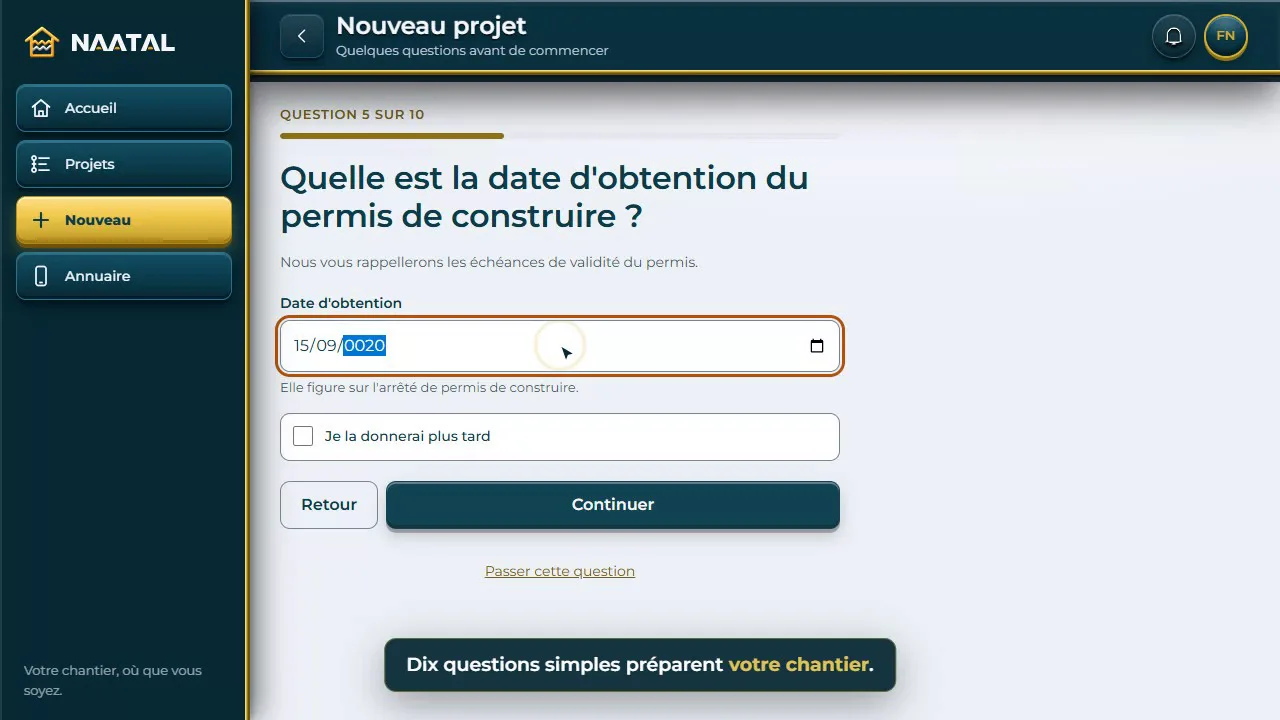 NAATAL
Accueil
Projets
Nouveau
Annuaire
Votre chantier, où que vous
soyez.
Nouveau projet
Quelques questions avant de commencer
FN
QUESTION 5 SUR 10
Quelle est la date d'obtention du
permis de construire ?
Nous vous rappellerons les échéances de validité du permis.
Date d'obtention
15/09/0020
Elle figure sur l'arrêté de permis de construire.
Je la donnerai plus tard
Retour
Continuer
Passer cette question
Dix questions simples préparent votre chantier.